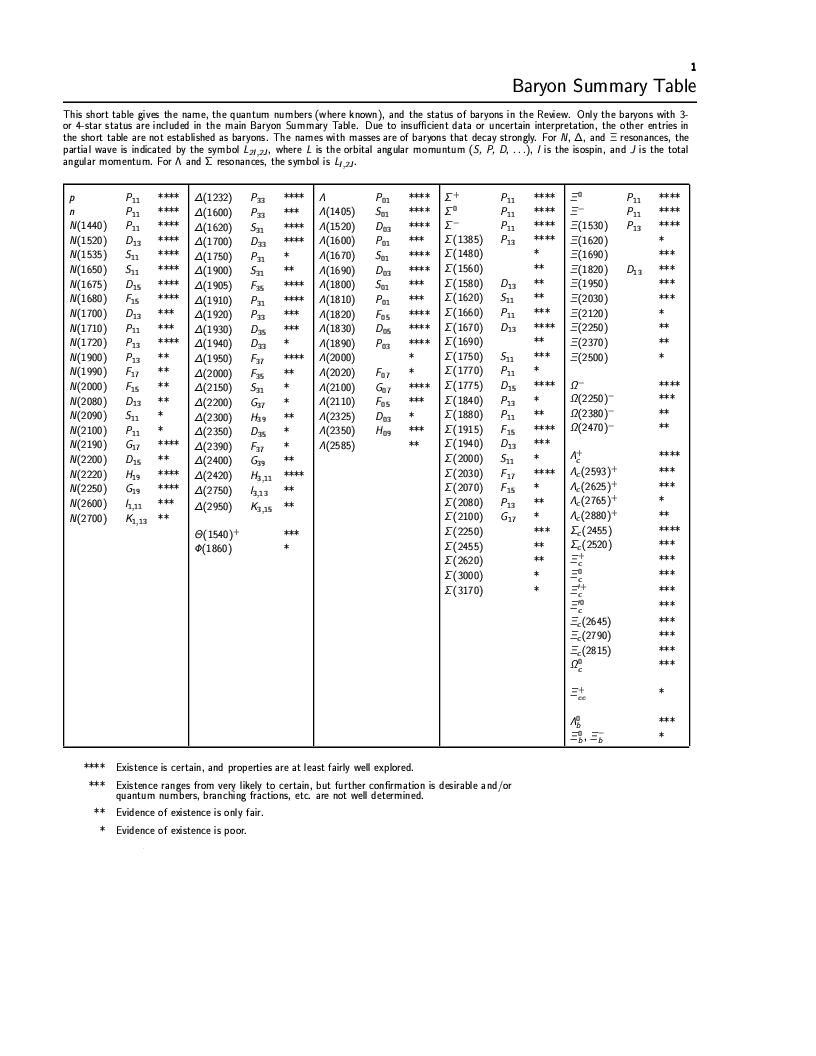 1
Baryon Summary Table
This short table gives the name, the quantum numbers (where known), and the status of baryons in the Review. Only the baryons with 3-
or 4-star status are included in the main Baryon Summary Table. Due to insufficient data or uncertain interpretation, the other entries in
the short table are not established as baryons. The names with masses are of baryons that decay strongly. For N, Δ, and Ξ resonances, the
partial wave is indicated by the symbol L2I,2J, where L is the orbital angular momuntum (S, P, D, ...), I is the isospin, and J is the total
angular momentum. For Λ and Σ resonances, the symbol is LI,2J.
p P11 ****
n P11 ****
N(1440) P11 ****
N(1520) D13 ****
N(1535) S11 ****
N(1650) S11 ****
N(1675) D15 ****
N(1680) F15 ****
N(1700) D13 ***
N(1710) P11 ***
N(1720) P13 ****
N(1900) P13 **
N(1990) F17 **
N(2000) F15 **
N(2080) D13 **
N(2090) S11 *
N(2100) P11 *
N(2190) G17 ****
N(2200) D15 **
N(2220) H19 ****
N(2250) G19 ****
N(2600) I1,11 ***
N(2700) K1,13 **
Δ(1232) P33 ****
Δ(1600) P33 ***
Δ(1620) S31 ****
Δ(1700) D33 ****
Δ(1750) P31 *
Δ(1900) S31 **
Δ(1905) F35 ****
Δ(1910) P31 ****
Δ(1920) P33 ***
Δ(1930) D35 ***
Δ(1940) D33 *
Δ(1950) F37 ****
Δ(2000) F35 **
Δ(2150) S31 *
Δ(2200) G37 *
Δ(2300) H39 **
Δ(2350) D35 *
Δ(2390) F37 *
Δ(2400) G39 **
Δ(2420) H3,11 ****
Δ(2750) I3,13 **
Δ(2950) K3,15 **
Θ(1540)+ ***
Φ(1860) *
Λ P01 ****
Λ(1405) S01 ****
Λ(1520) D03 ****
Λ(1600) P01 ***
Λ(1670) S01 ****
Λ(1690) D03 ****
Λ(1800) S01 ***
Λ(1810) P01 ***
Λ(1820) F05 ****
Λ(1830) D05 ****
Λ(1890) P03 ****
Λ(2000) *
Λ(2020) F07 *
Λ(2100) G07 ****
Λ(2110) F05 ***
Λ(2325) D03 *
Λ(2350) H09 ***
Λ(2585) **
Σ+ P11 ****
Σ0 P11 ****
Σ− P11 ****
Σ(1385) P13 ****
Σ(1480) *
Σ(1560) **
Σ(1580) D13 **
Σ(1620) S11 **
Σ(1660) P11 ***
Σ(1670) D13 ****
Σ(1690) **
Σ(1750) S11 ***
Σ(1770) P11 *
Σ(1775) D15 ****
Σ(1840) P13 *
Σ(1880) P11 **
Σ(1915) F15 ****
Σ(1940) D13 ***
Σ(2000) S11 *
Σ(2030) F17 ****
Σ(2070) F15 *
Σ(2080) P13 **
Σ(2100) G17 *
Σ(2250) ***
Σ(2455) **
Σ(2620) **
Σ(3000) *
Σ(3170) *
Ξ0 P11 ****
Ξ− P11 ****
Ξ(1530) P13 ****
Ξ(1620) *
Ξ(1690) ***
Ξ(1820) D13 ***
Ξ(1950) ***
Ξ(2030) ***
Ξ(2120) *
Ξ(2250) **
Ξ(2370) **
Ξ(2500) *
Ω− ****
Ω(2250)− ***
Ω(2380)− **
Ω(2470)− **
Λc+ ****
Λc(2593)+ ***
Λc(2625)+ ***
Λc(2765)+ *
Λc(2880)+ **
Σc(2455) ****
Σc(2520) ***
Ξc+ ***
Ξc0 ***
Ξc′+ ***
Ξc′0 ***
Ξc(2645) ***
Ξc(2790) ***
Ξc(2815) ***
Ωc0 ***
Ξcc+ *
Λb0 ***
Ξb0, Ξb− *
**** Existence is certain, and properties are at least fairly well explored.
*** Existence ranges from very likely to certain, but further confirmation is desirable and/or
quantum numbers, branching fractions, etc. are not well determined.
** Evidence of existence is only fair.
* Evidence of existence is poor.